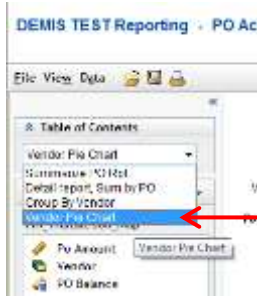 DEMIS TEST Reporting - PO Ac
File View Data
Table of Contents
Vendor Pie Chart
Summarize PO Rpt
Detail report, Sum by PO
Group By Vendor
Vendor Pie Chart
Po Amount
Vendor Pie Chart
Vendor
PO Balance